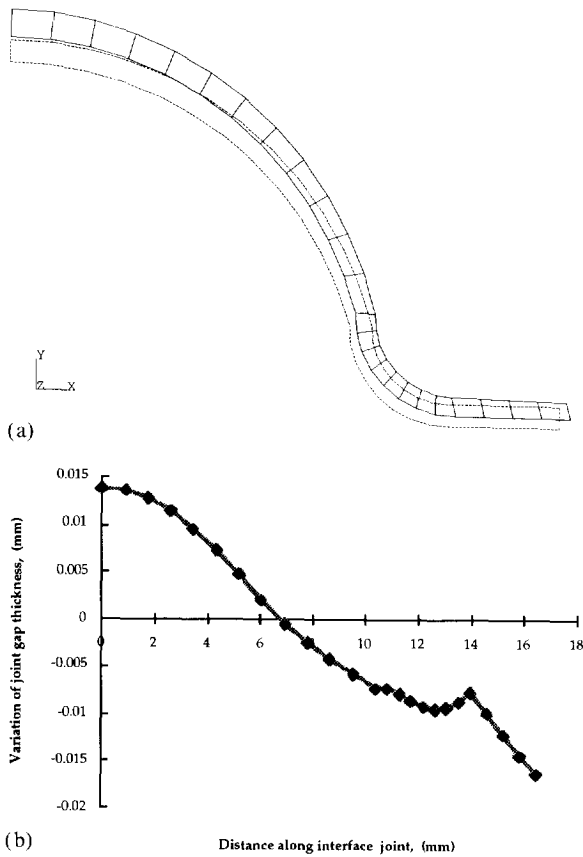 Y
Z X
(a)
0.015
0.01
0.005
0
0 2 4 6 8 10 12 14 16 18
-0.005
-0.01
-0.015
-0.02
Variation of joint gap thickness, (mm)
(b)
Distance along interface joint, (mm)